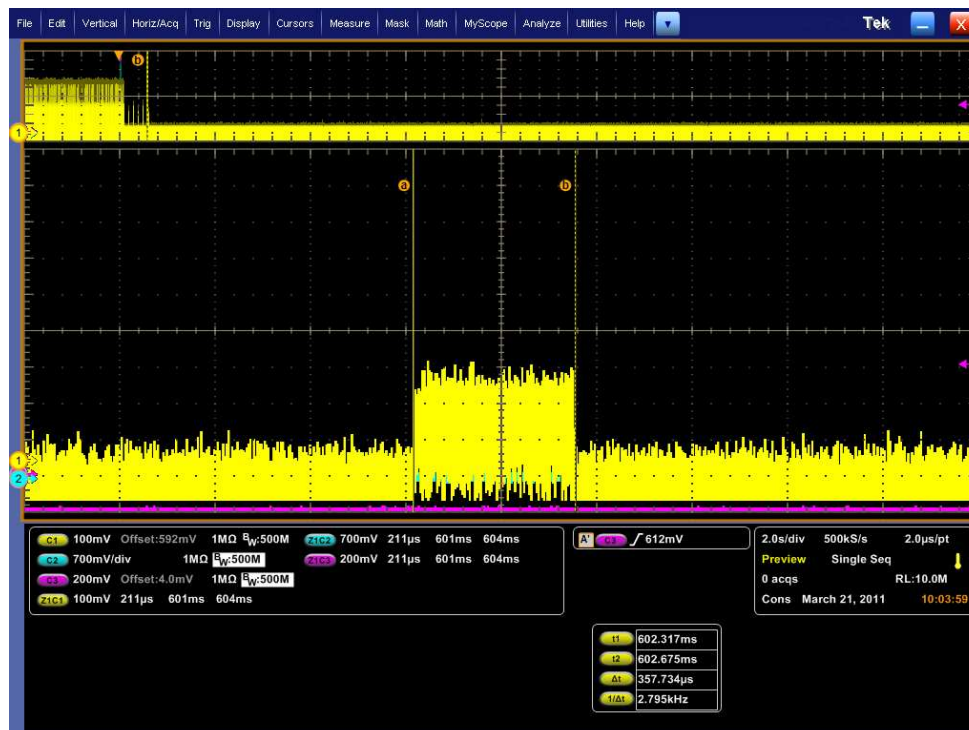 File Edit Vertical Horiz/Acq Trig Display Cursors Measure Mask Math MyScope Analyze Utilities Help Tek X
b
1
a b
1
2
C1 100mV Offset:592mV 1MΩ BW:500M Z1C2 700mV 211µs 601ms 604ms
C2 700mV/div 1MΩ BW:500M Z1C3 200mV 211µs 601ms 604ms
C3 200mV Offset:4.0mV 1MΩ BW:500M
Z1C1 100mV 211µs 601ms 604ms
A' C3 612mV
2.0s/div 500kS/s 2.0µs/pt
Preview Single Seq
0 acqs RL:10.0M
Cons March 21, 2011 10:03:59
t1 602.317ms
t2 602.675ms
Δt 357.734µs
1/Δt 2.795kHz